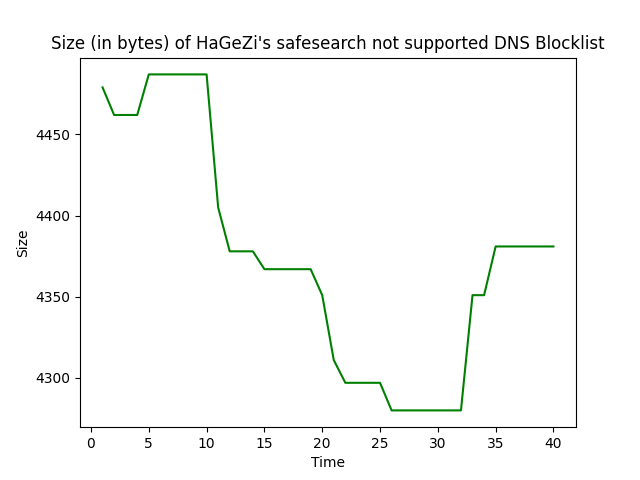 Size (in bytes) of HaGeZi's safesearch not supported DNS Blocklist
4450
4400
4350
4300
Size
0 5 10 15 20 25 30 35 40
Time